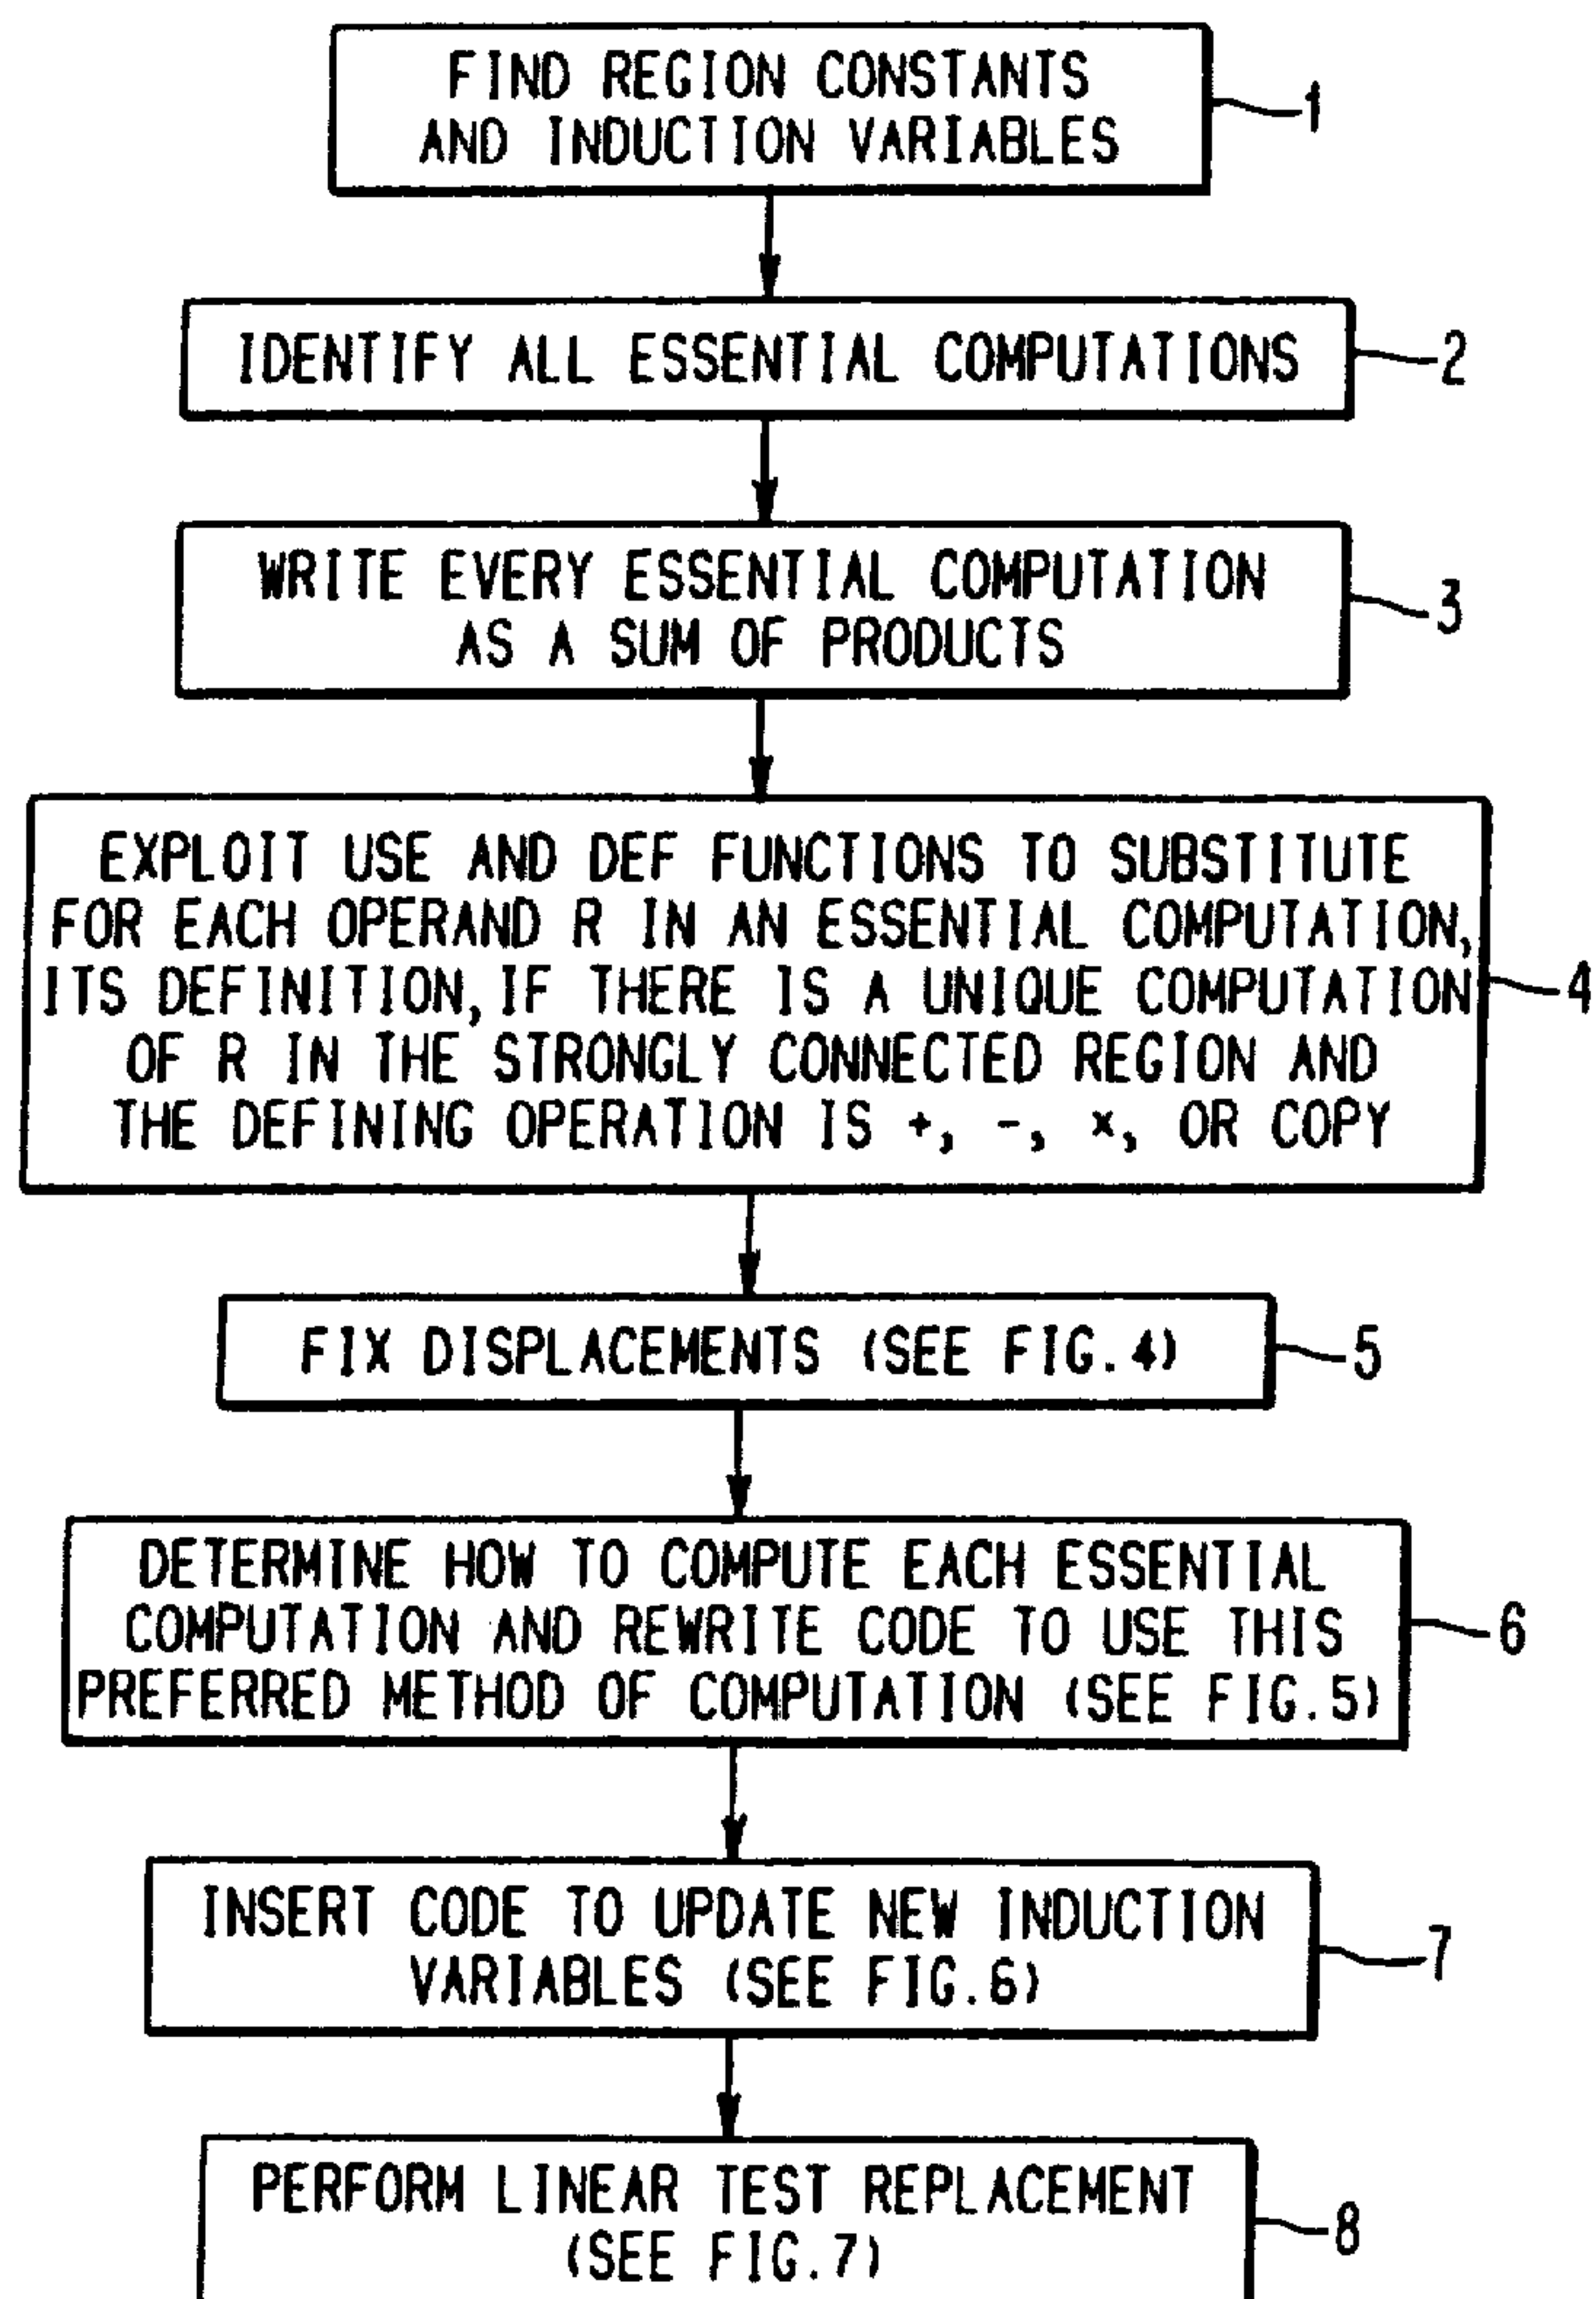 FIND REGION CONSTANTS
AND INDUCTION VARIABLES
1
IDENTIFY ALL ESSENTIAL COMPUTATIONS
2
WRITE EVERY ESSENTIAL COMPUTATION
AS A SUM OF PRODUCTS
3
EXPLOIT USE AND DEF FUNCTIONS TO SUBSTITUTE
FOR EACH OPERAND R IN AN ESSENTIAL COMPUTATION,
ITS DEFINITION, IF THERE IS A UNIQUE COMPUTATION
OF R IN THE STRONGLY CONNECTED REGION AND
THE DEFINING OPERATION IS +, -, ×, OR COPY
4
FIX DISPLACEMENTS (SEE FIG.4)
5
DETERMINE HOW TO COMPUTE EACH ESSENTIAL
COMPUTATION AND REWRITE CODE TO USE THIS
PREFERRED METHOD OF COMPUTATION (SEE FIG.5)
6
INSERT CODE TO UPDATE NEW INDUCTION
VARIABLES (SEE FIG.6)
7
PERFORM LINEAR TEST REPLACEMENT
(SEE FIG.7)
8